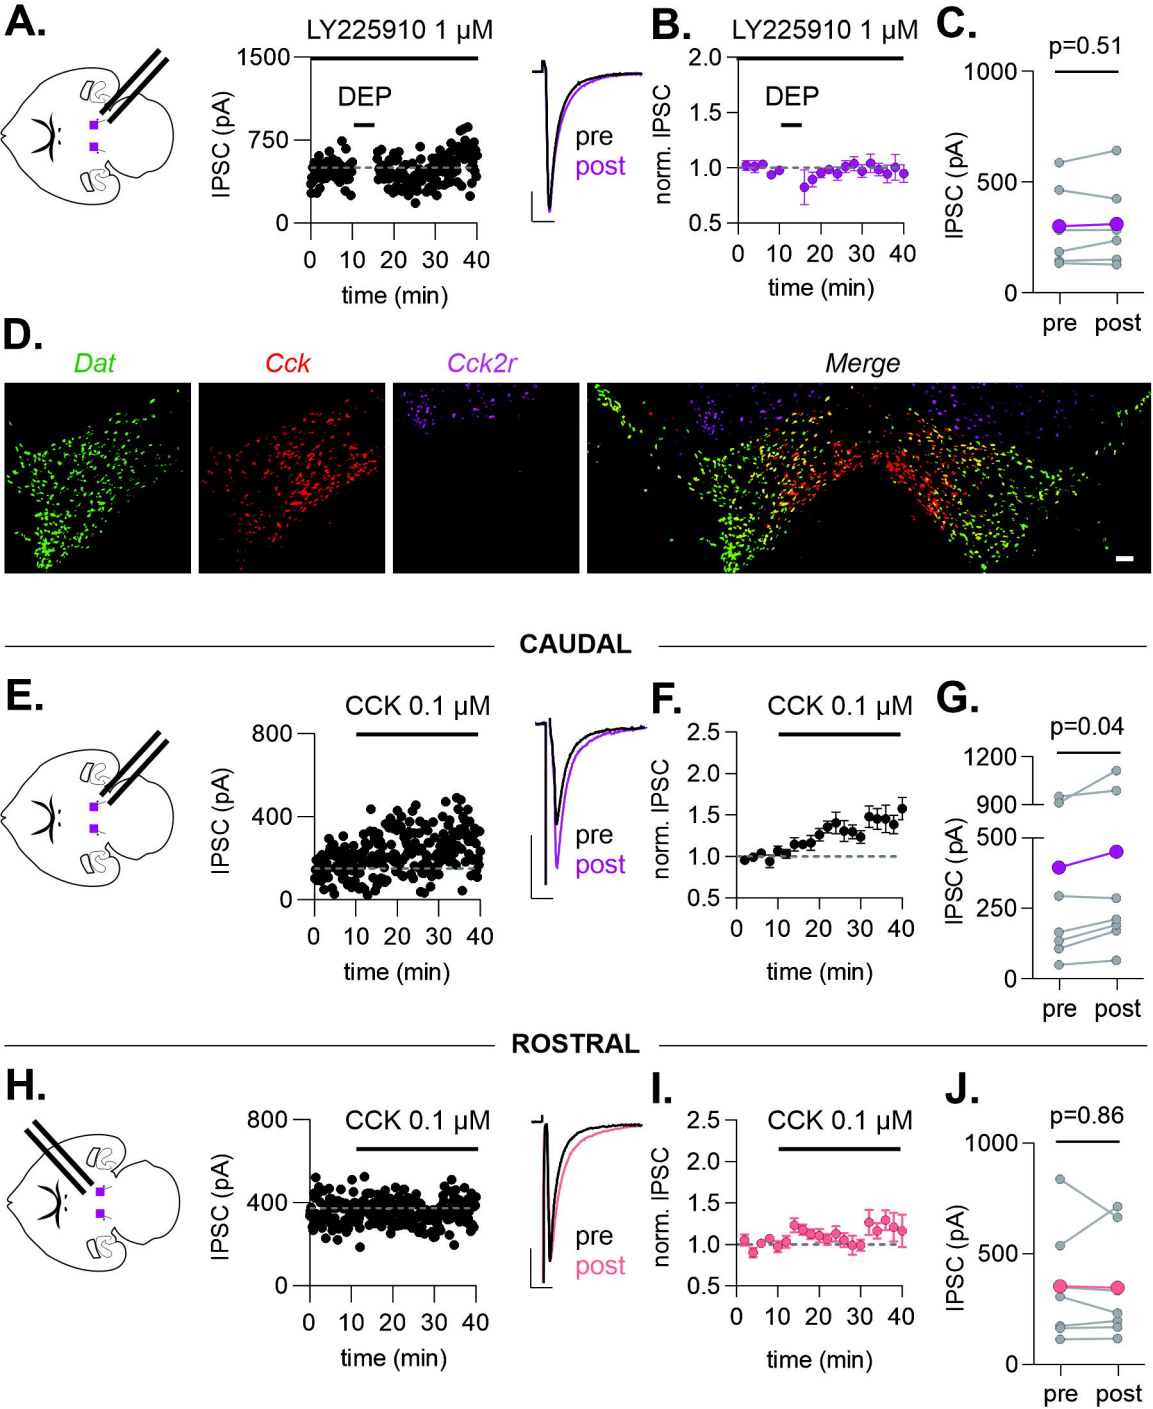 A.
LY225910 1 µM
1500
750
0
IPSC (pA)
DEP
0 10 20 30 40
time (min)
pre
post
B.
LY225910 1 µM
2.0
1.5
1.0
0.5
norm. IPSC
DEP
0 10 20 30 40
time (min)
C.
p=0.51
1000
500
0
IPSC (pA)
pre post
D.
Dat
Cck
Cck2r
Merge
CAUDAL
E.
CCK 0.1 µM
800
400
0
IPSC (pA)
0 10 20 30 40
time (min)
pre
post
F.
CCK 0.1 µM
2.5
2.0
1.5
1.0
0.5
norm. IPSC
0 10 20 30 40
time (min)
G.
p=0.04
1200
900
500
250
0
IPSC (pA)
pre post
ROSTRAL
H.
CCK 0.1 µM
800
400
0
IPSC (pA)
0 10 20 30 40
time (min)
pre
post
I.
CCK 0.1 µM
2.5
2.0
1.5
1.0
0.5
norm. IPSC
0 10 20 30 40
time (min)
J.
p=0.86
1000
500
0
IPSC (pA)
pre post